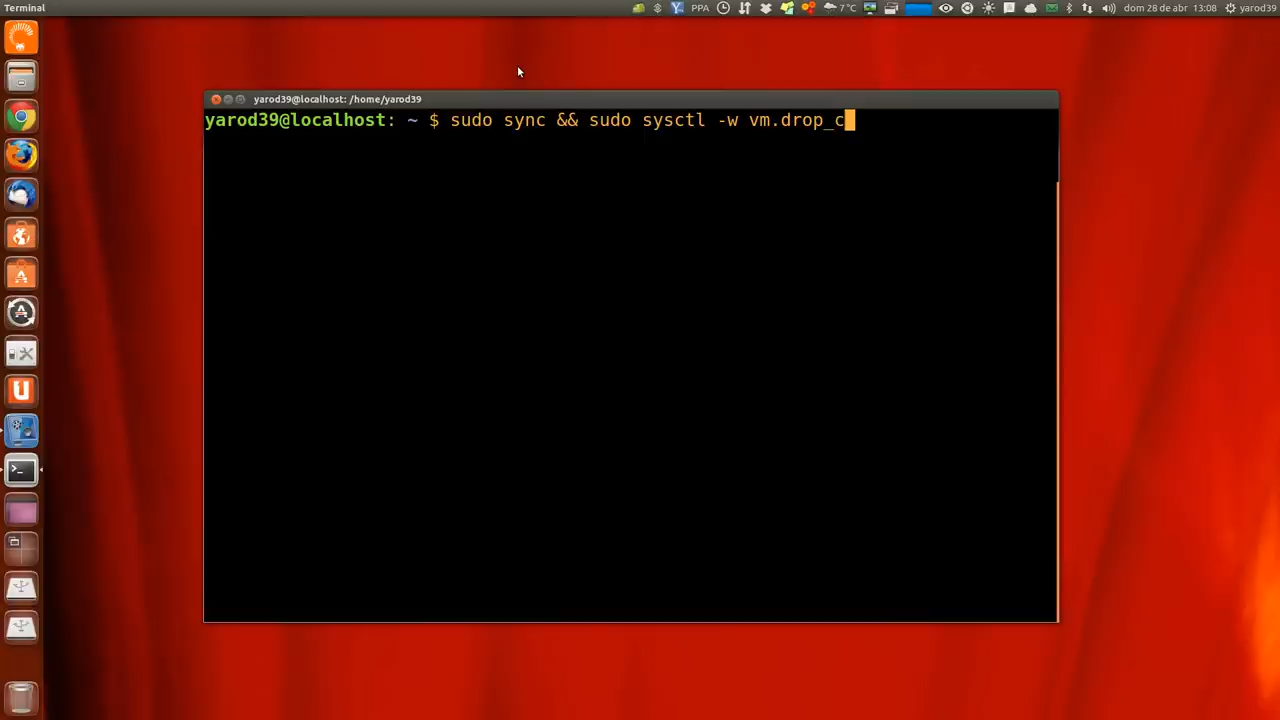 Terminal
PPA
7°C
dom 28 de abr
13:08
yarod39
yarod39@localhost: /home/yarod39
yarod39@localhost: ~ $ sudo sync && sudo sysctl -w vm.drop_c